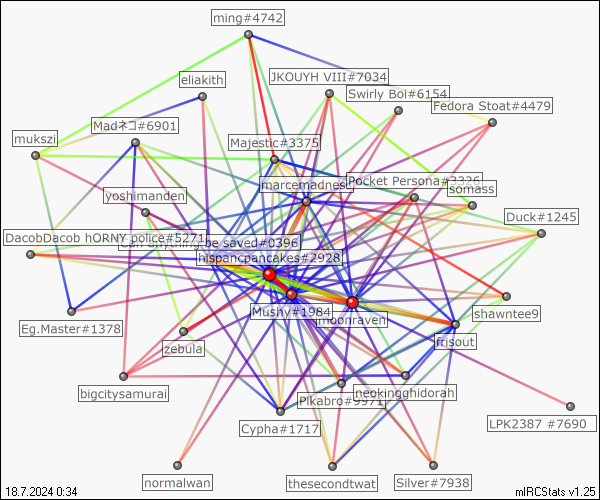 ming#4742
eliakith
JKOUYH VIII#7034
Swirly Boi#6154
Fedora Stoat#4479
Madネコ#6901
mukszi
Majestic#3375
marcemadness
Pocket Persona#3326
somass
yoshimanden
Duck#1245
DacobDacob hORNY police#5271
be saved#0396
hispancpancakes#2928
Mushy#1984
moonraven
shawntee9
Eg.Master#1378
frisout
zebula
bigcitysamurai
Pikabro#9971
neokingghidorah
LPK2387 #7690
Cypha#1717
normalwan
thesecondtwat
Silver#7938
18.7.2024 0:34
mIRCStats v1.25